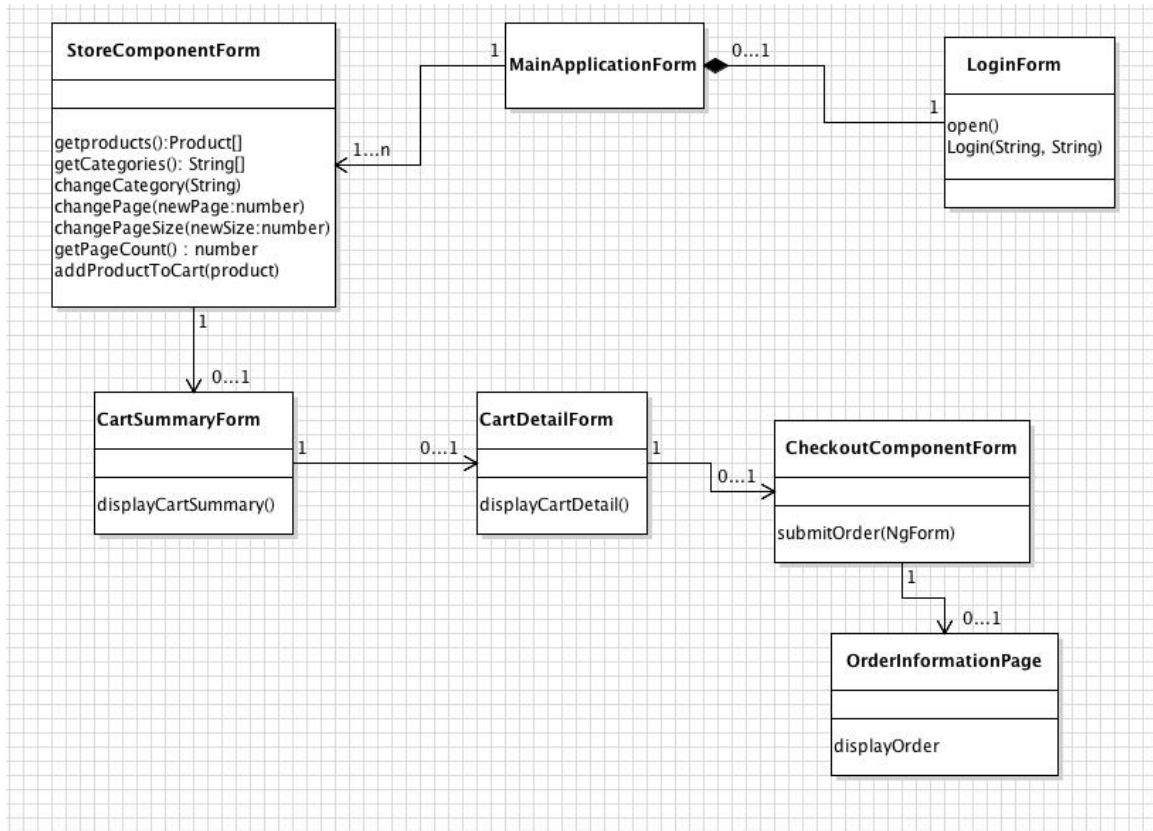 StoreComponentForm
getproducts():Product[]
getCategories(): String[]
changeCategory(String)
changePage(newPage:number)
changePageSize(newSize:number)
getPageCount() : number
addProductToCart(product)
1
1...n
MainApplicationForm
0...1
1
LoginForm
open()
Login(String, String)
1
0...1
CartSummaryForm
displayCartSummary()
1
0...1
CartDetailForm
displayCartDetail()
1
0...1
CheckoutComponentForm
submitOrder(NgForm)
1
0...1
OrderInformationPage
displayOrder